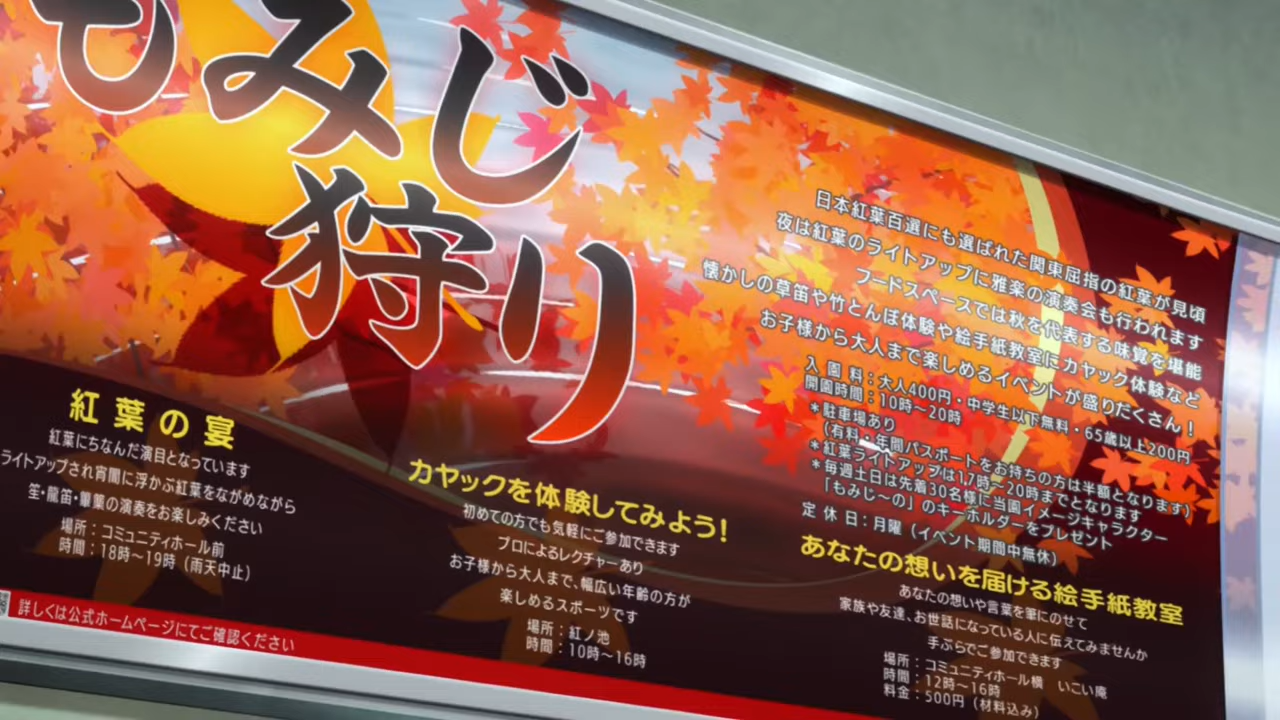 もみじ
狩り
日本紅葉百選にも選ばれた関東屈指の紅葉が見頃
夜は紅葉のライトアップに雅楽の演奏会も行われます
フードスペースでは秋を代表する味覚を堪能
懐かしの草笛や竹とんぼ体験や絵手紙教室にカヤック体験など
お子様から大人まで楽しめるイベントが盛りだくさん！
入園料：大人400円・中学生以下無料・65歳以上200円
開園時間：10時～20時
＊駐車場あり
（有料・年間パスポートをお持ちの方は半額となります）
＊紅葉ライトアップは17時～20時までとなります
＊毎週土日は先着30名様に当園イメージキャラクター
「もみじ～の」のキーホルダーをプレゼント
定休日：月曜（イベント期間中無休）
紅葉の宴
紅葉にちなんだ演目となっています
ライトアップされ宵闇に浮かぶ紅葉をながめながら
笙・龍笛・篳篥の演奏をお楽しみください
場所：コミュニティホール前
時間：18時～19時（雨天中止）
カヤックを体験してみよう！
初めての方でも気軽にご参加できます
プロによるレクチャーあり
お子様から大人まで、幅広い年齢の方が
楽しめるスポーツです
場所：紅ノ池
時間：10時～16時
あなたの想いを届ける絵手紙教室
あなたの想いや言葉を筆にのせて
家族や友達、お世話になっている人に伝えてみませんか
手ぶらでご参加できます
場所：コミュニティホール横　いこい庵
時間：12時～16時
料金：500円（材料込み）
詳しくは公式ホームページにてご確認ください